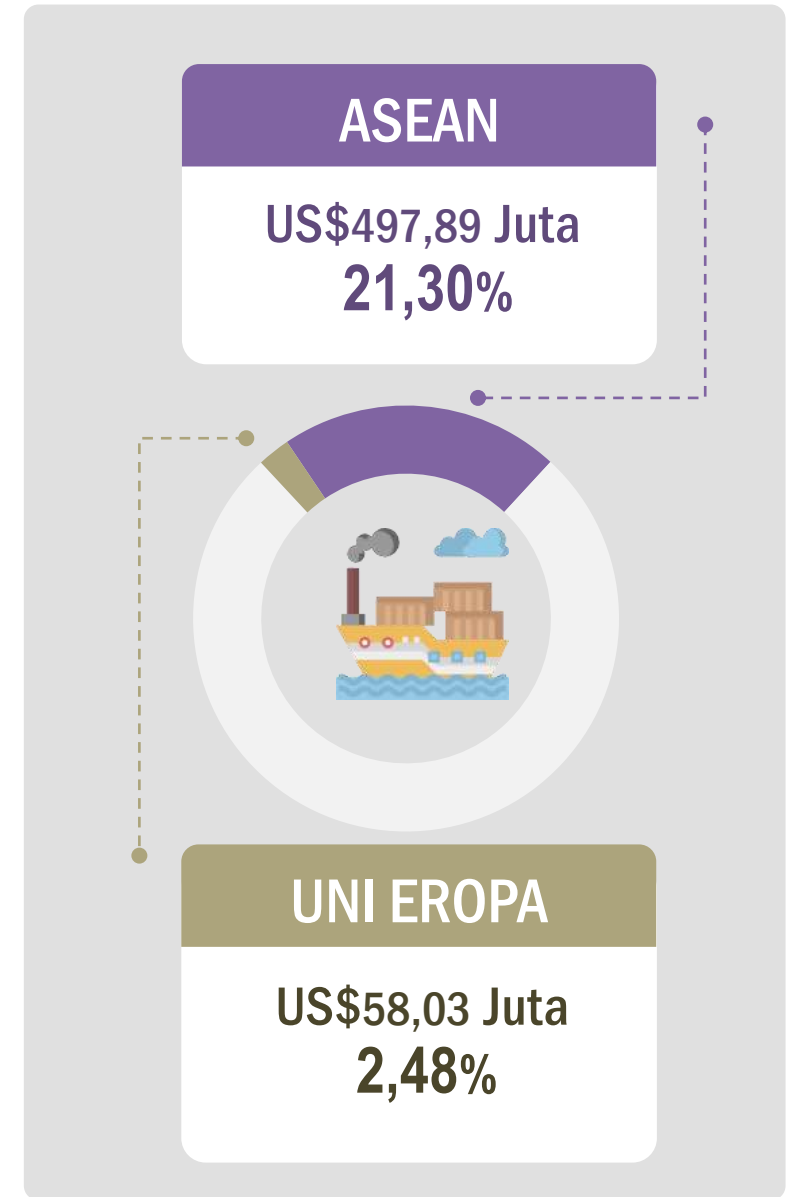 ASEAN
US$497,89 Juta
21,30%
UNI EROPA
US$58,03 Juta
2,48%